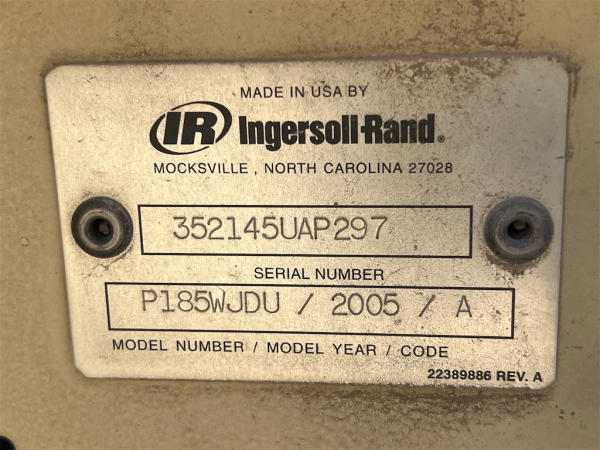 MADE IN USA BY
IR Ingersoll-Rand®
MOCKSVILLE , NORTH CAROLINA 27028
352145UAP297
SERIAL NUMBER
P185WJDU / 2005 / A
MODEL NUMBER / MODEL YEAR / CODE
22389886 REV. A